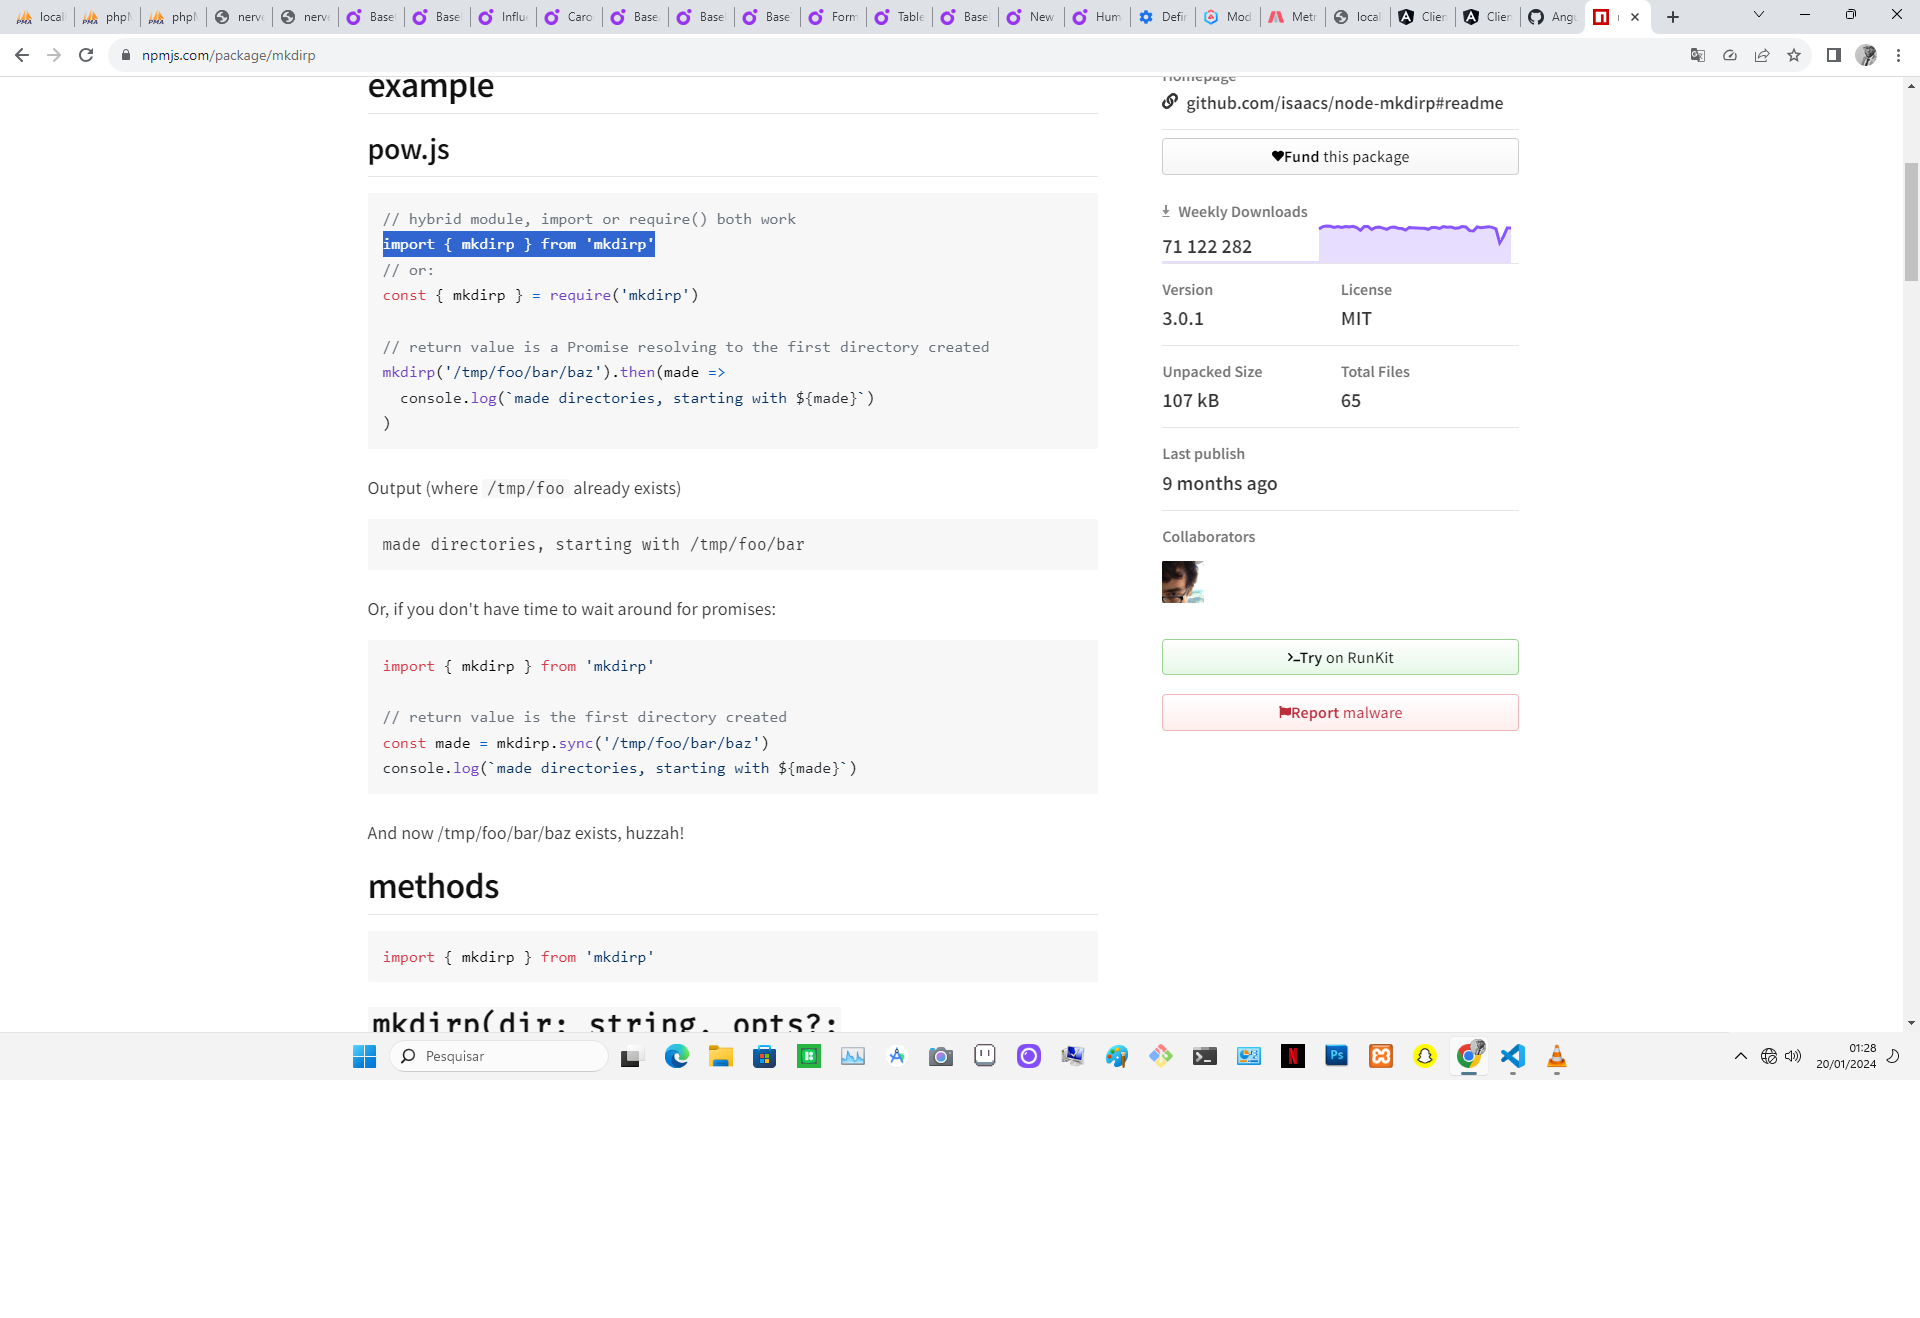 locali
phpM
phpM
nerve
nerve
Base
Base
Influ
Caro
Base
Base
Base
Form
Table
Base
New
Hum
Defin
Mod
Metr
local
Clien
Clien
Angu
npmjs.com/package/mkdirp
example
pow.js
// hybrid module, import or require() both work
import { mkdirp } from 'mkdirp'
// or:
const { mkdirp } = require('mkdirp')
// return value is a Promise resolving to the first directory created
mkdirp('/tmp/foo/bar/baz').then(made =>
console.log(`made directories, starting with ${made}`)
)
Output (where /tmp/foo already exists)
made directories, starting with /tmp/foo/bar
Or, if you don't have time to wait around for promises:
import { mkdirp } from 'mkdirp'
// return value is the first directory created
const made = mkdirp.sync('/tmp/foo/bar/baz')
console.log(`made directories, starting with ${made}`)
And now /tmp/foo/bar/baz exists, huzzah!
methods
import { mkdirp } from 'mkdirp'
mkdirp(dir: string, opts?:
Homepage
github.com/isaacs/node-mkdirp#readme
Fund this package
Weekly Downloads
71 122 282
Version
License
3.0.1
MIT
Unpacked Size
Total Files
107 kB
65
Last publish
9 months ago
Collaborators
Try on RunKit
Report malware
Pesquisar
01:28
20/01/2024